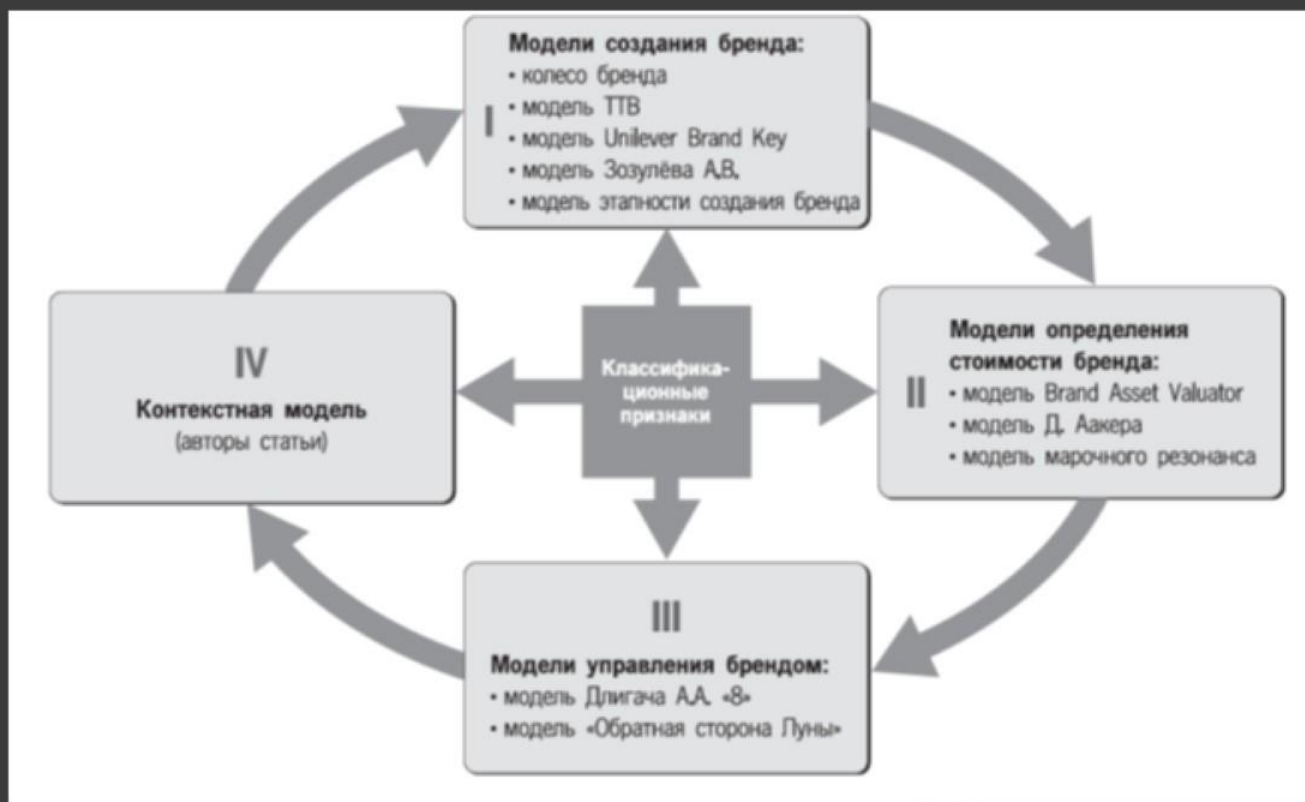 Модели создания бренда:
• колесо бренда
I
• модель ТТВ
• модель Unilever Brand Key
• модель Зозулёва А.В.
• модель этапности создания бренда
Модели определения
стоимости бренда:
II
• модель Brand Asset Valuator
• модель Д. Аакера
• модель марочного резонанса
Классифика-
ционные
признаки
IV
Контекстная модель
(авторы статьи)
III
Модели управления брендом:
• модель Длигача А.А. «8»
• модель «Обратная сторона Луны»